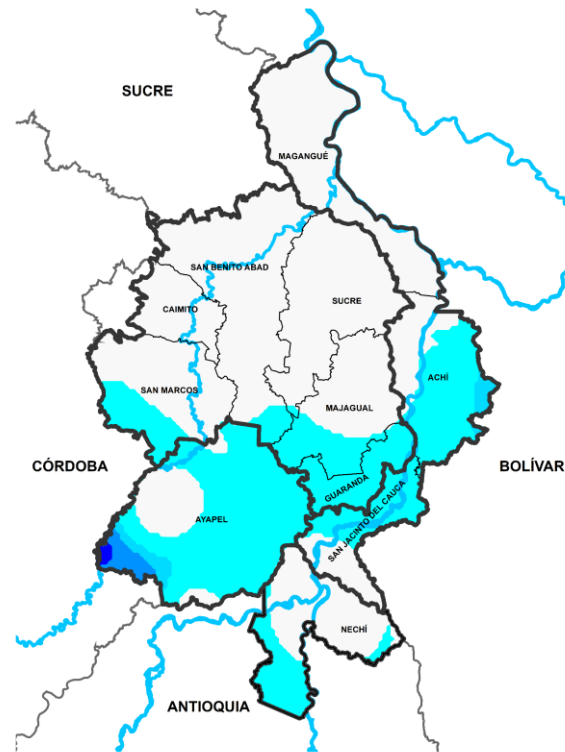 SUCRE
MAGANGUÉ
SAN BENITO ABAD
SUCRE
CAIMITO
ACHÍ
SAN MARCOS
MAJAGUAL
CÓRDOBA
BOLÍVAR
GUARANDA
SAN JACINTO DEL CAUCA
AYAPEL
NECHÍ
ANTIOQUIA